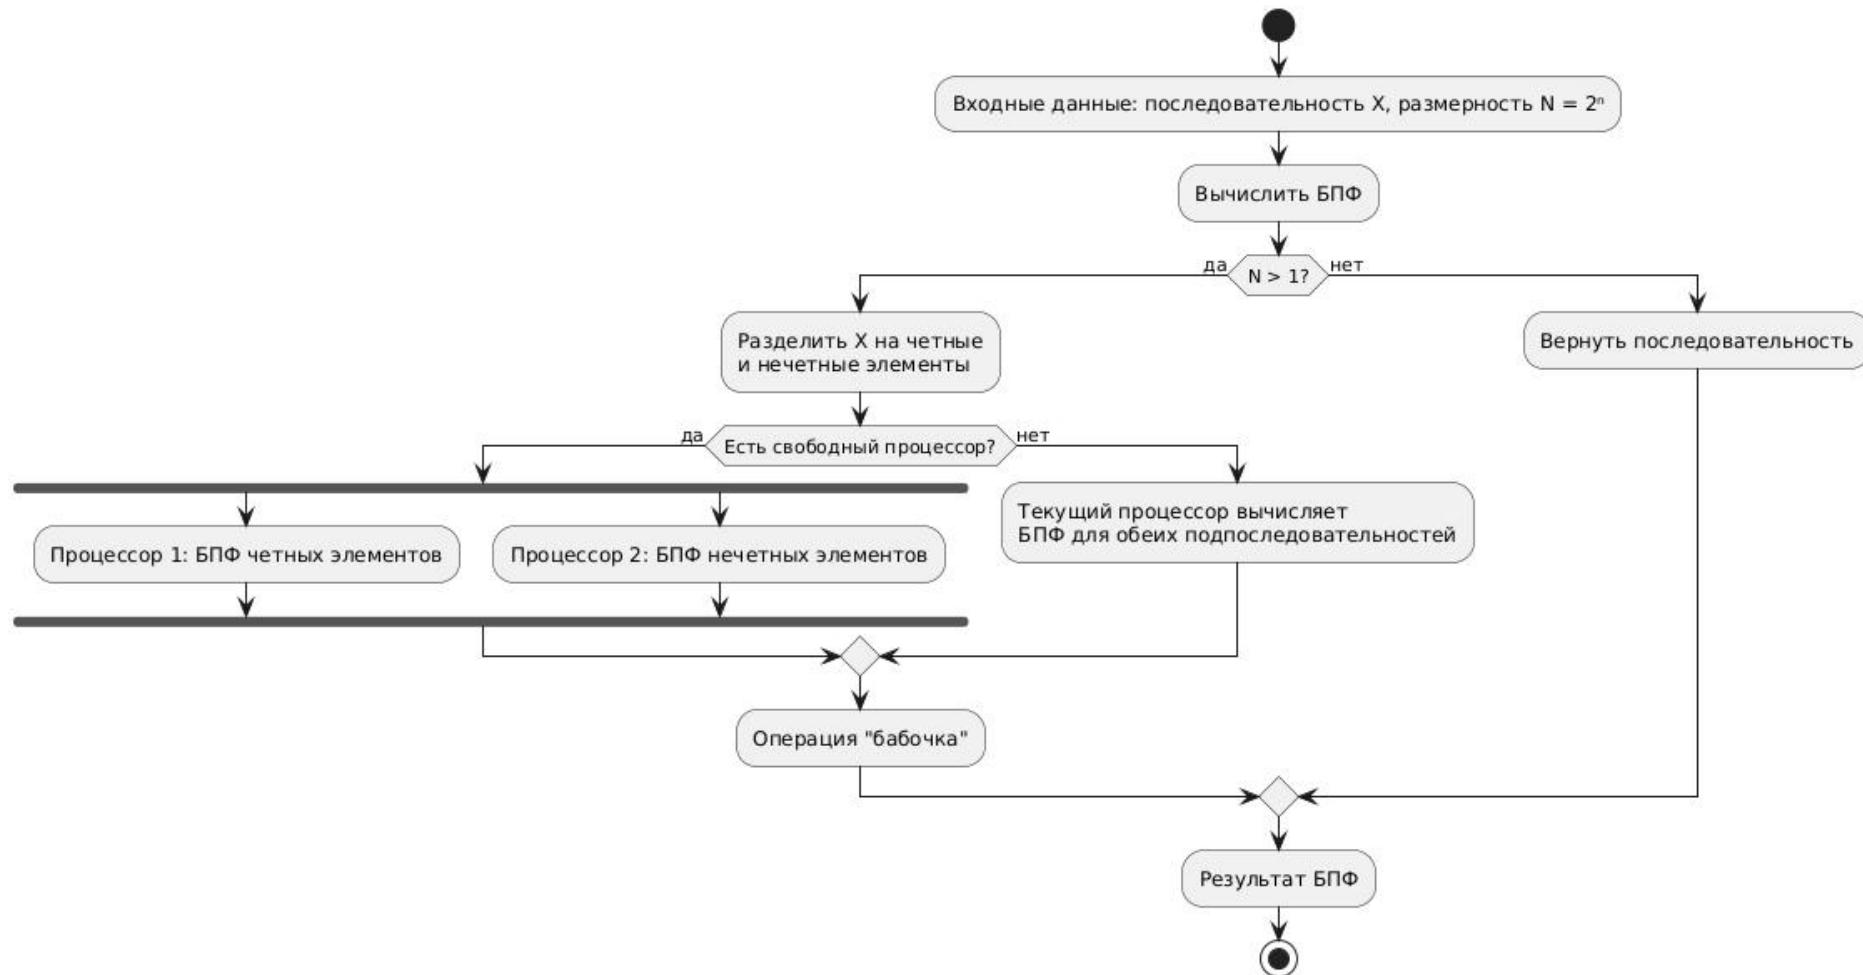 Входные данные: последовательность X, размерность N = 2ⁿ
Вычислить БПФ
да
N > 1?
нет
Разделить X на четные
и нечетные элементы
Вернуть последовательность
да
Есть свободный процессор?
нет
Процессор 1: БПФ четных элементов
Процессор 2: БПФ нечетных элементов
Текущий процессор вычисляет
БПФ для обеих подпоследовательностей
Операция "бабочка"
Результат БПФ